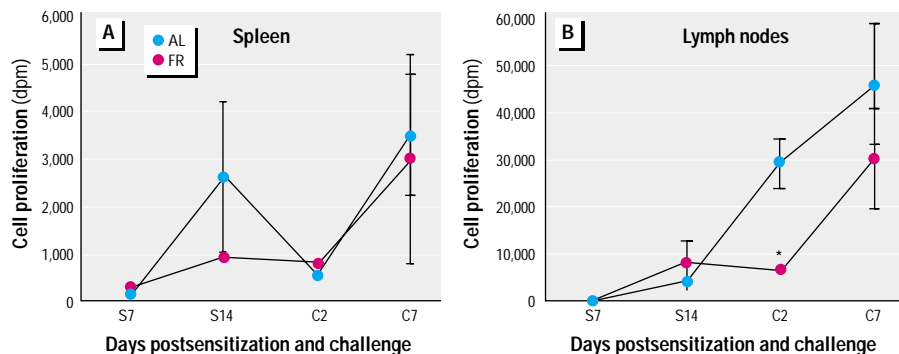 A
Spleen
AL
FR
Cell proliferation (dpm)
6,000
5,000
4,000
3,000
2,000
1,000
0
S7 S14 C2 C7
Days postsensitization and challenge
B
Lymph nodes
Cell proliferation (dpm)
60,000
50,000
40,000
30,000
20,000
10,000
0
*
S7 S14 C2 C7
Days postsensitization and challenge